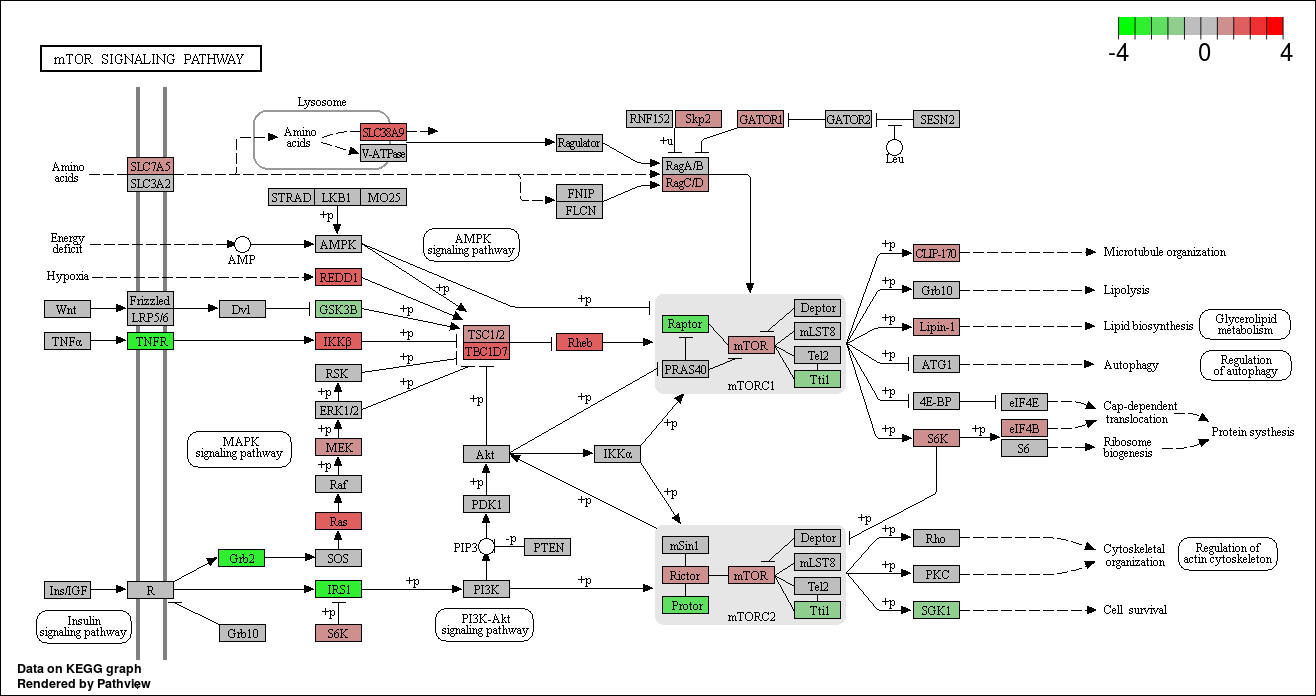 -4 0 4
mTOR SIGNALING PATHWAY
Lysosome
Amino
acids
SLC38A9
V-ATPase
Ragulator
RNF152
Skp2
GATOR1
GATOR2
SESN2
+u
Leu
Amino
acids
SLC7A5
SLC3A2
RagA/B
RagC/D
FNIP
FLCN
STRAD
LKB1
MO25
+p
Energy
deficit
AMP
AMPK
AMPK
signaling pathway
Hypoxia
REDD1
+p
+p
Wnt
Frizzled
LRP5/6
Dvl
GSK3B
+p
TNFα
TNFR
IKKβ
+p
TSC1/2
TBC1D7
Rheb
RSK
+p
+p
ERK1/2
+p
+p
MEK
+p
Raf
Ras
MAPK
signaling pathway
Grb2
SOS
Ins/IGF
R
IRS1
+p
PI3K
+p
Grb10
+p
S6K
Insulin
signaling pathway
PI3K-Akt
signaling pathway
+p
Akt
+p
PDK1
PIP3
-p
PTEN
IKKα
+p
+p
+p
+p
Raptor
mTOR
PRAS40
Deptor
mLST8
Tel2
Tti1
mTORC1
mSin1
Rictor
Protor
mTOR
Deptor
mLST8
Tel2
Tti1
mTORC2
+p
CLIP-170
Microtubule organization
+p
Grb10
Lipolysis
+p
Lipin-1
Lipid biosynthesis
Glycerolipid
metabolism
+p
ATG1
Autophagy
Regulation
of autophagy
+p
4E-BP
eIF4E
Cap-dependent
translocation
+p
S6K
+p
eIF4B
S6
Ribosome
biogenesis
Protein systhesis
+p
+p
Rho
Cytoskeletal
organization
Regulation of
actin cytoskeleton
+p
PKC
+p
SGK1
Cell survival
Data on KEGG graph
Rendered by Pathview